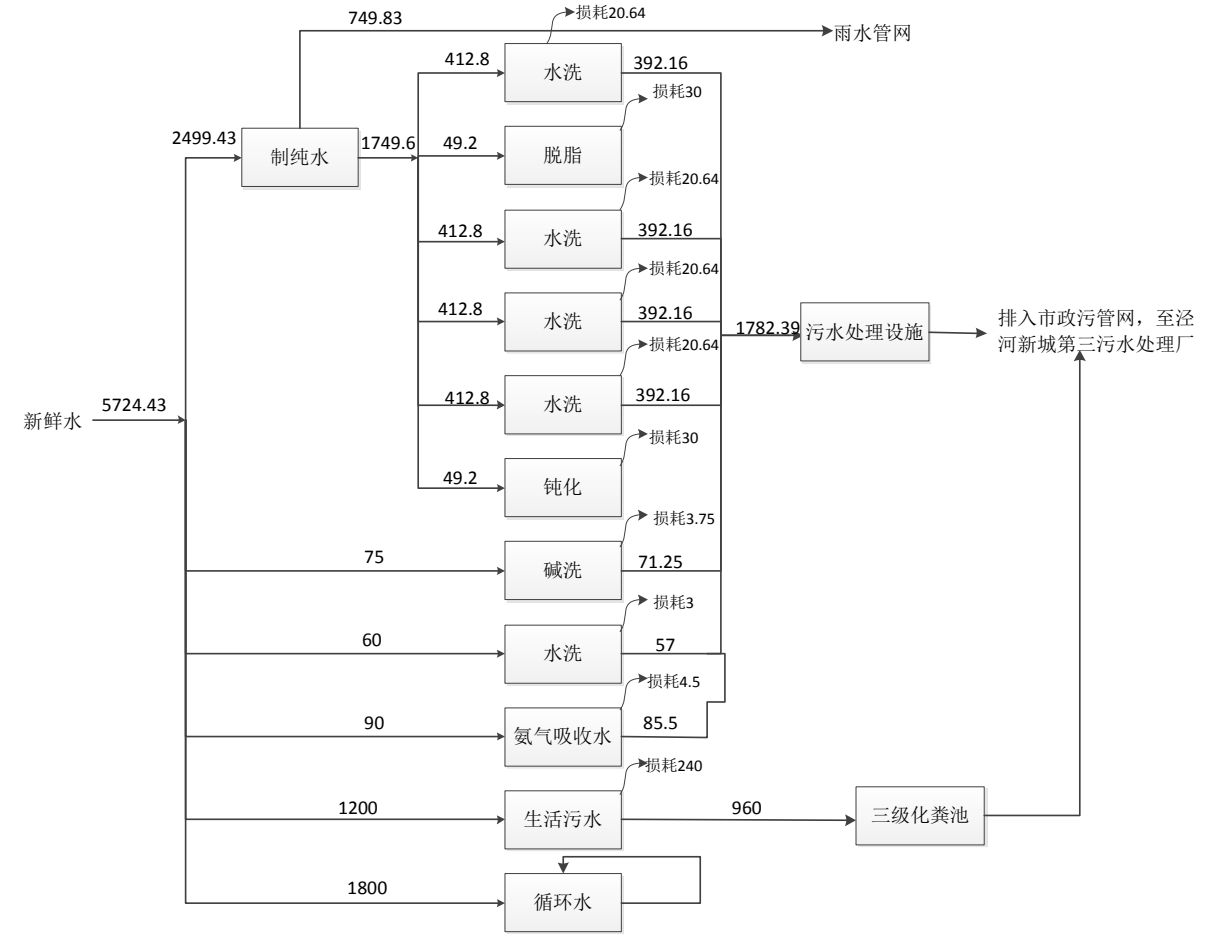 损耗20.64
749.83
雨水管网
412.8
水洗
392.16
损耗30
2499.43
制纯水
1749.6
49.2
脱脂
损耗20.64
412.8
水洗
392.16
损耗20.64
412.8
水洗
392.16
1782.39
污水处理设施
排入市政污管网，至泾
河新城第三污水处理厂
损耗20.64
412.8
水洗
392.16
新鲜水
5724.43
损耗30
49.2
钝化
损耗3.75
75
碱洗
71.25
损耗3
60
水洗
57
损耗4.5
90
氨气吸收水
85.5
损耗240
1200
生活污水
960
三级化粪池
1800
循环水